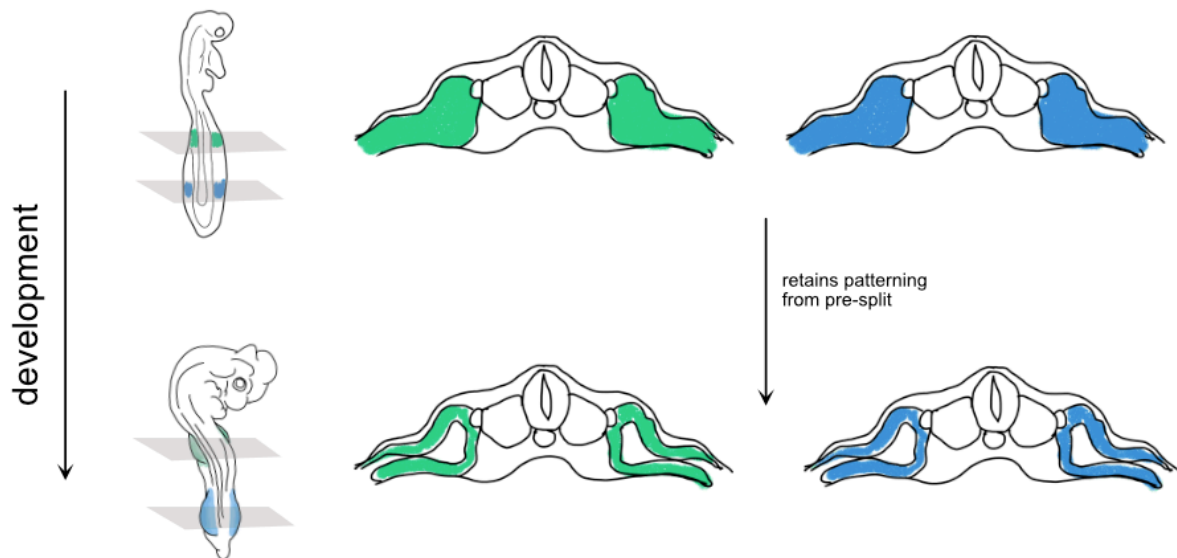 development
retains patterning
from pre-split